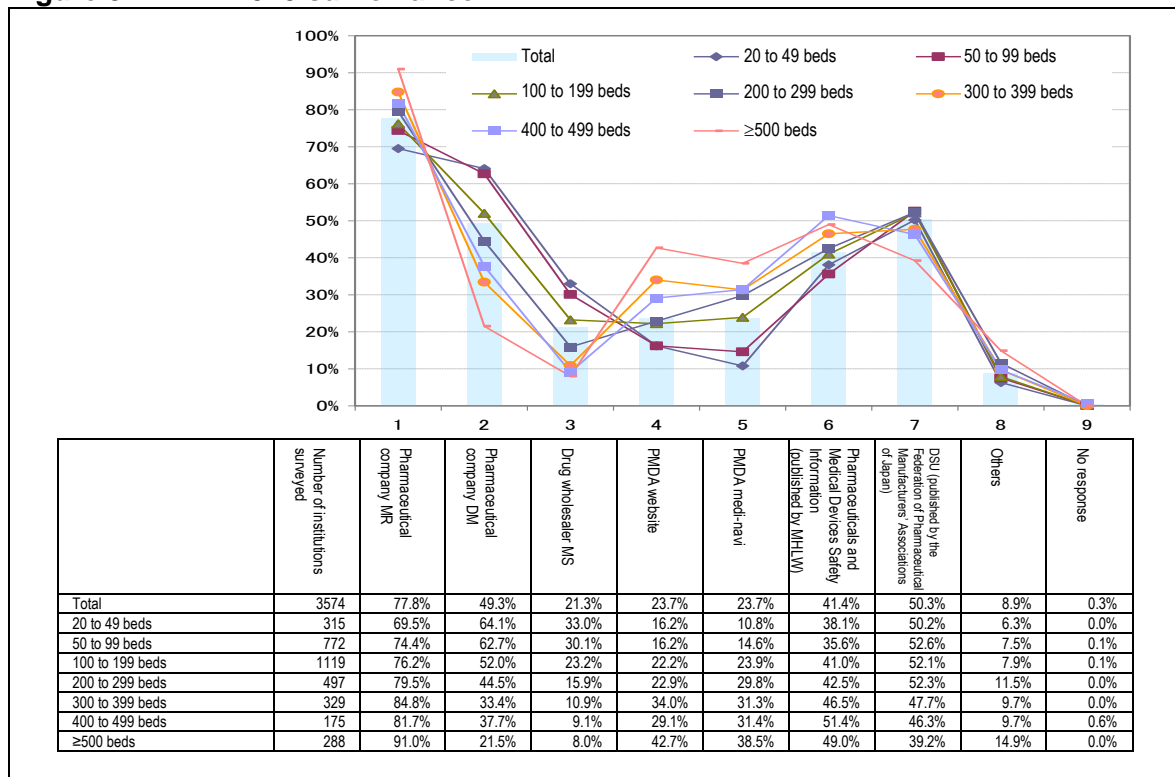 100%
90%
80%
70%
60%
50%
40%
30%
20%
10%
0%
Total
20 to 49 beds
50 to 99 beds
100 to 199 beds
200 to 299 beds
300 to 399 beds
400 to 499 beds
≥500 beds
1 2 3 4 5 6 7 8 9
Number of institutions
surveyed
Pharmaceutical
company MR
Pharmaceutical
company DM
Drug wholesaler MS
PMDA website
PMDA medi-navi
Pharmaceuticals and
Medical Devices Safety
Information
(published by MHLW)
DSU (published by the
Federation of Pharmaceutical
Manufacturers' Associations
of Japan)
Others
No response
Total 3574 77.8% 49.3% 21.3% 23.7% 23.7% 41.4% 50.3% 8.9% 0.3%
20 to 49 beds 315 69.5% 64.1% 33.0% 16.2% 10.8% 38.1% 50.2% 6.3% 0.0%
50 to 99 beds 772 74.4% 62.7% 30.1% 16.2% 14.6% 35.6% 52.6% 7.5% 0.1%
100 to 199 beds 1119 76.2% 52.0% 23.2% 22.2% 23.9% 41.0% 52.1% 7.9% 0.1%
200 to 299 beds 497 79.5% 44.5% 15.9% 22.9% 29.8% 42.5% 52.3% 11.5% 0.0%
300 to 399 beds 329 84.8% 33.4% 10.9% 34.0% 31.3% 46.5% 47.7% 9.7% 0.0%
400 to 499 beds 175 81.7% 37.7% 9.1% 29.1% 31.4% 51.4% 46.3% 9.7% 0.6%
≥500 beds 288 91.0% 21.5% 8.0% 42.7% 38.5% 49.0% 39.2% 14.9% 0.0%